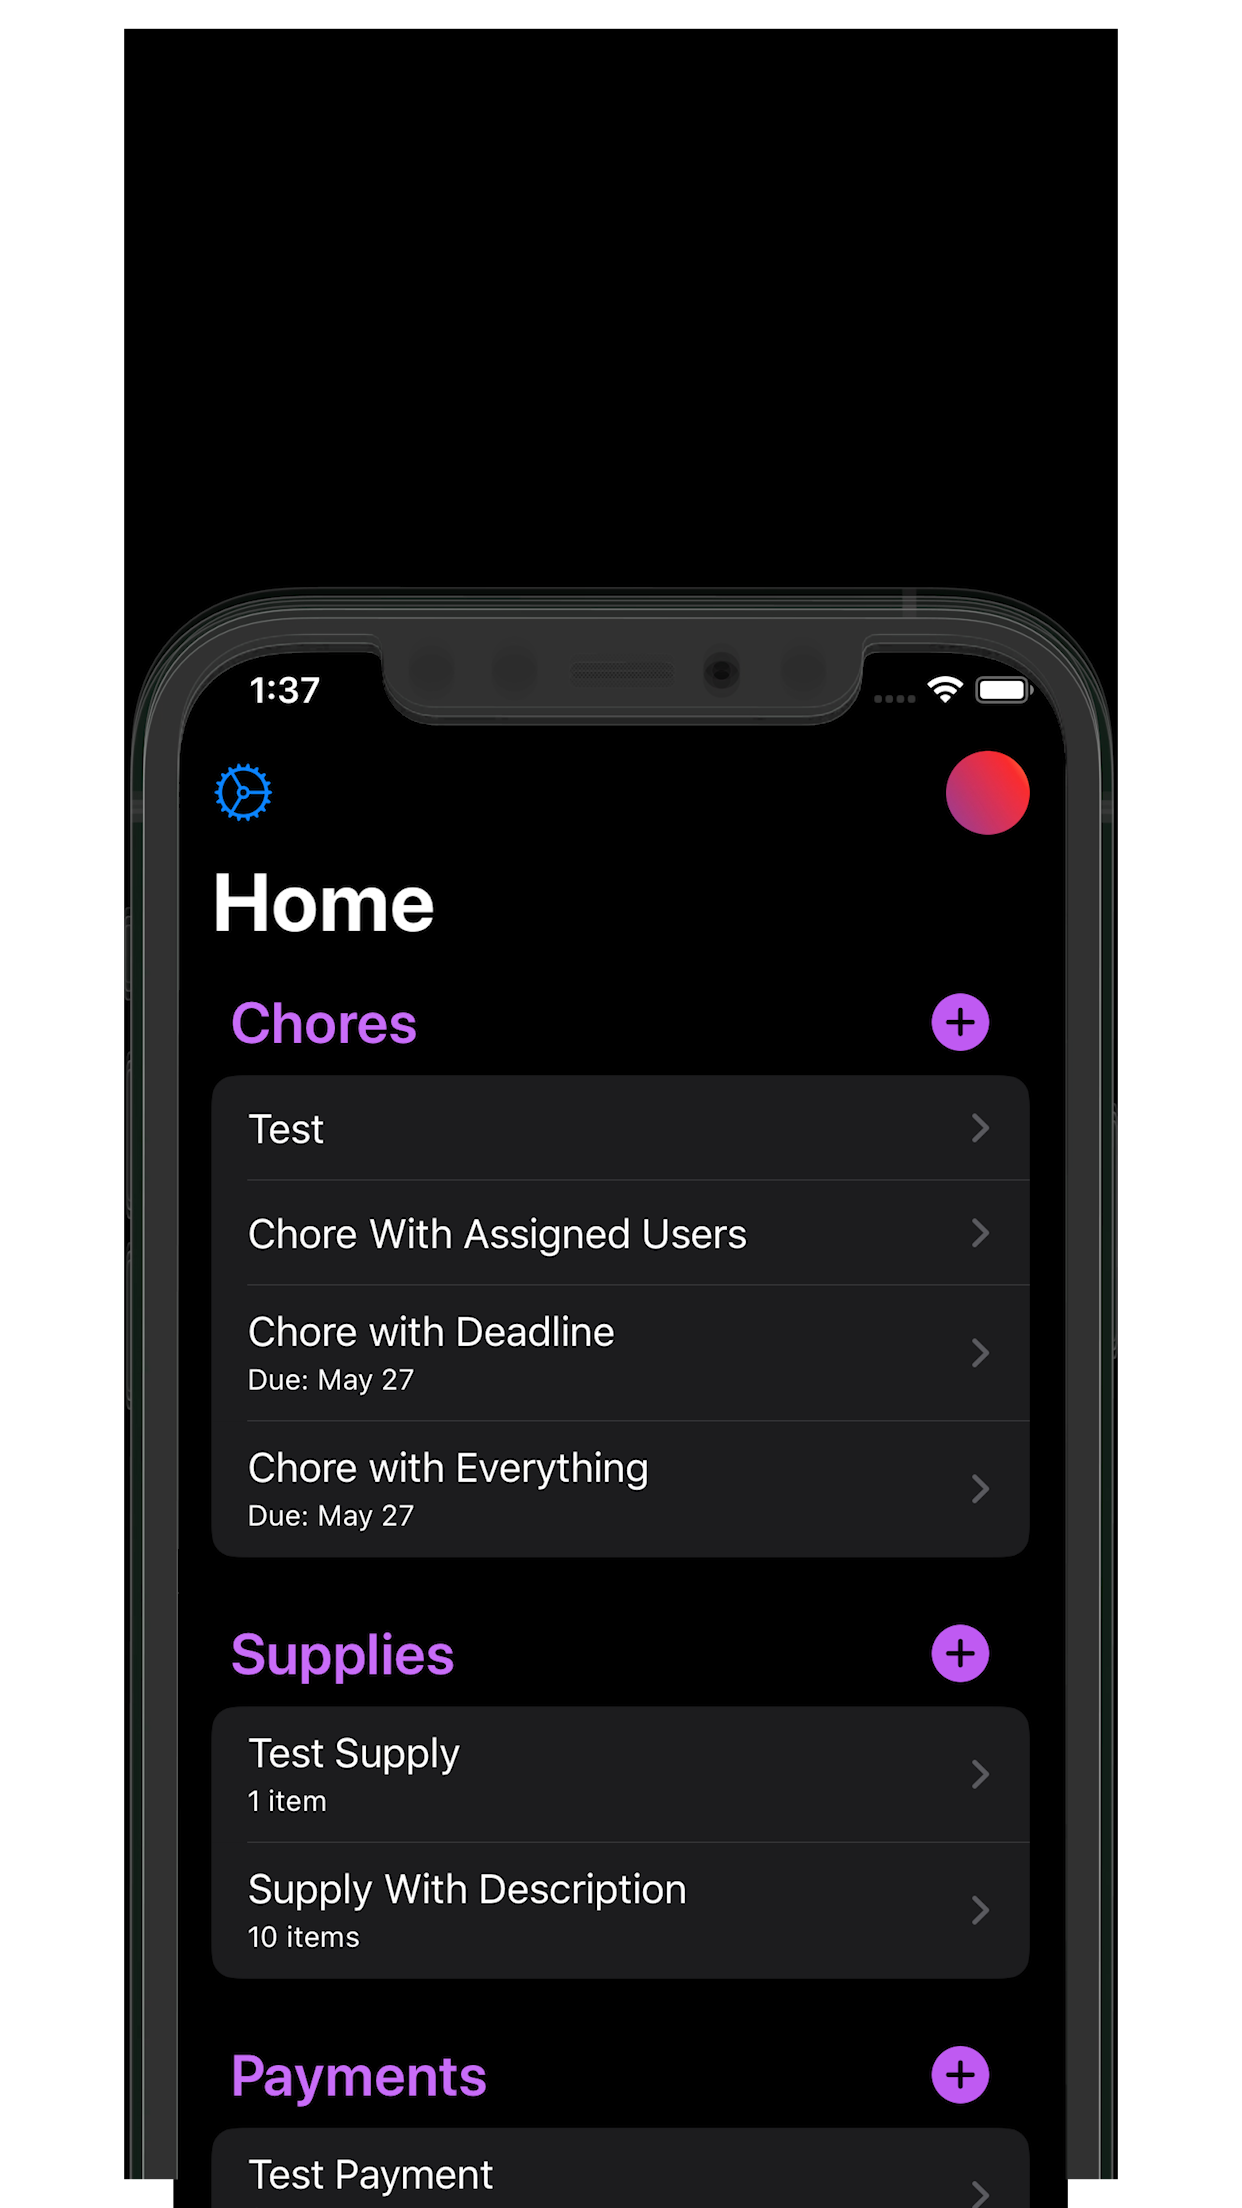 1:37
Home
Chores
Test
Chore With Assigned Users
Chore with Deadline
Due: May 27
Chore with Everything
Due: May 27
Supplies
Test Supply
1 item
Supply With Description
10 items
Payments
Test Payment